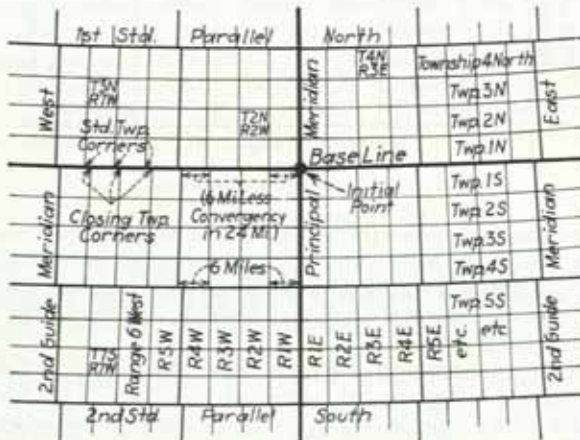 1st Std. Parallel North
T4N
R3E
Township 4 North
T3N
R7W
Twp. 3N
T2N
R2W
Twp. 2N
Twp. 1N
West
Meridian
East
Std. Twp.
Corners
Base Line
Initial
Point
Closing Twp.
Corners
(6 Mi Less
Convergency
in 24 Mi.)
6 Miles
Twp. 1S
Twp. 2S
Twp. 3S
Twp. 4S
Twp. 5S
etc
Meridian
Principal
Meridian
2nd Guide
R7W
Range 6 West
R5W
R4W
R3W
R2W
R1W
R1E
R2E
R3E
R4E
R5E
etc.
2nd Guide
2nd Std. Parallel South